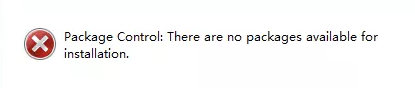 Package Control: There are no packages available for
installation.